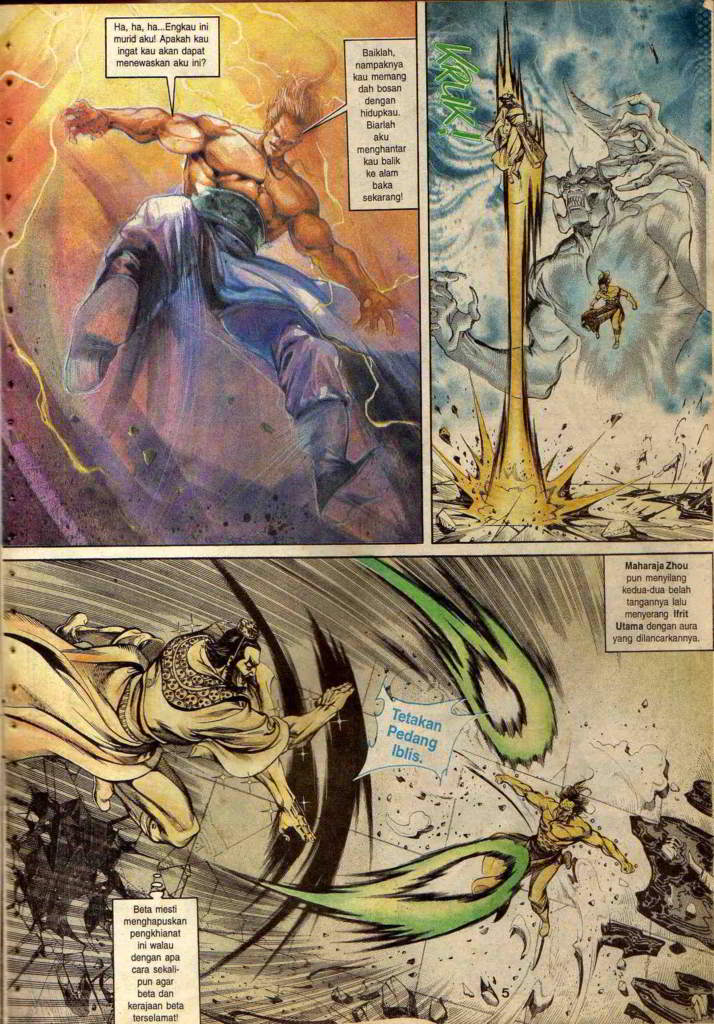 Ha, ha, ha...Engkau ini
murid aku! Apakah kau
ingat kau akan dapat
menewaskan aku ini?
Baiklah,
nampaknya
kau memang
dah bosan
dengan
hidupkau.
Biarlah
aku
menghantar
kau balik
ke alam
baka
sekarang!
KRUK!
Maharaja Zhou
pun menyilang
kedua-dua belah
tangannya lalu
menyerang Ifrit
Utama dengan aura
yang dilancarkannya.
Tetakan
Pedang
Iblis.
Beta mesti
menghapuskan
pengkhianat
ini walau
dengan apa
cara sekali-
pun agar
beta dan
kerajaan beta
terselamat!
5